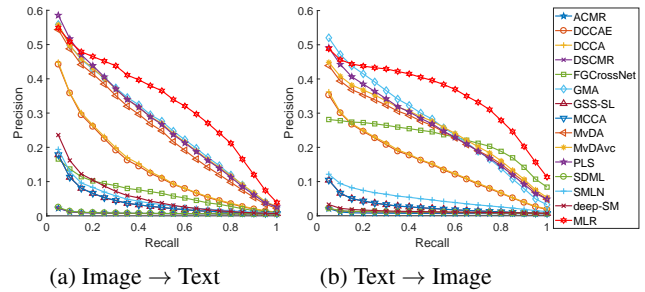 0.6
0.5
0.4
0.3
0.2
0.1
0
Precision
0 0.2 0.4 0.6 0.8 1
Recall
(a) Image → Text
0.6
0.5
0.4
0.3
0.2
0.1
0
Precision
0 0.2 0.4 0.6 0.8 1
Recall
(b) Text → Image
ACMR
DCCAE
DCCA
DSCMR
FGCrossNet
GMA
GSS-SL
MCCA
MvDA
MvDAvc
PLS
SDML
SMLN
deep-SM
MLR